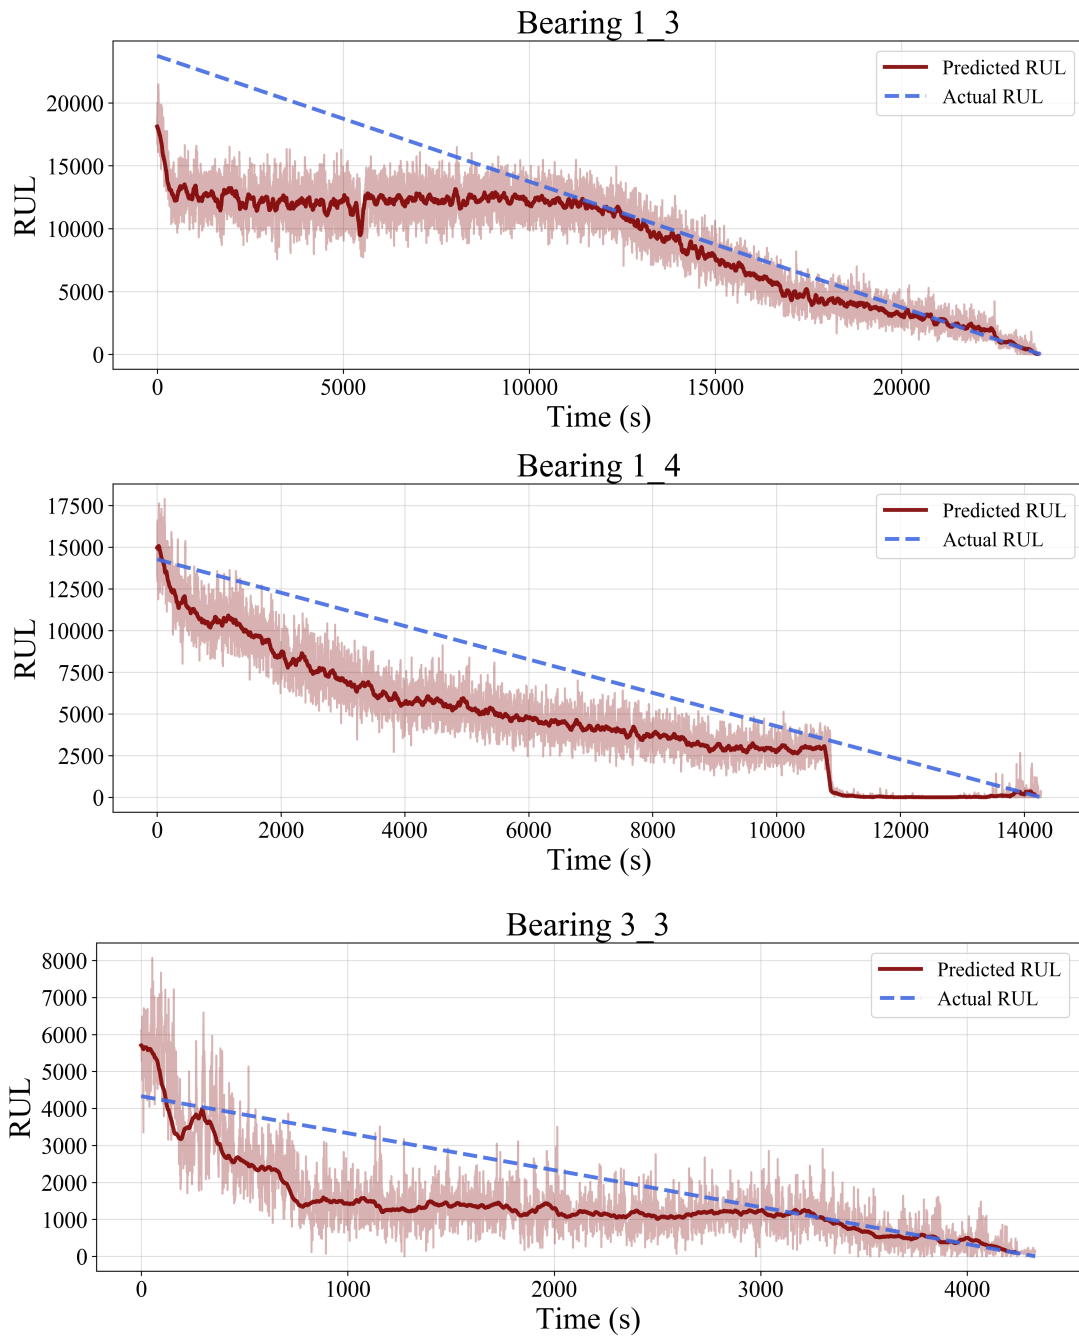 Bearing 1_3
RUL
20000
15000
10000
5000
0
Predicted RUL
Actual RUL
0 5000 10000 15000 20000
Time (s)
Bearing 1_4
RUL
17500
15000
12500
10000
7500
5000
2500
0
Predicted RUL
Actual RUL
0 2000 4000 6000 8000 10000 12000 14000
Time (s)
Bearing 3_3
RUL
8000
7000
6000
5000
4000
3000
2000
1000
0
Predicted RUL
Actual RUL
0 1000 2000 3000 4000
Time (s)